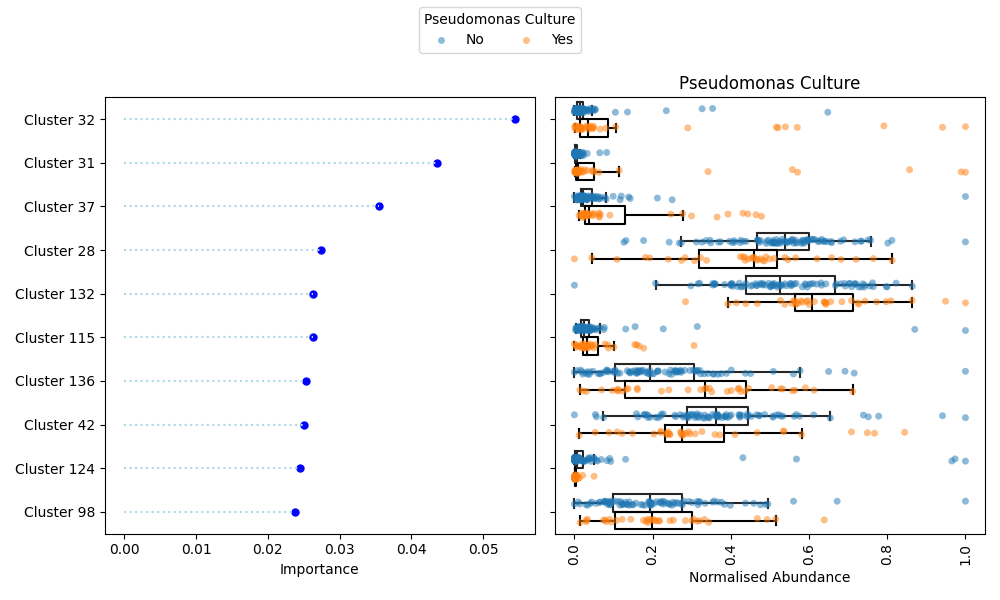 Pseudomonas Culture
No Yes
Pseudomonas Culture
Cluster 32
Cluster 31
Cluster 37
Cluster 28
Cluster 132
Cluster 115
Cluster 136
Cluster 42
Cluster 124
Cluster 98
0.00 0.01 0.02 0.03 0.04 0.05
Importance
0.0 0.2 0.4 0.6 0.8 1.0
Normalised Abundance